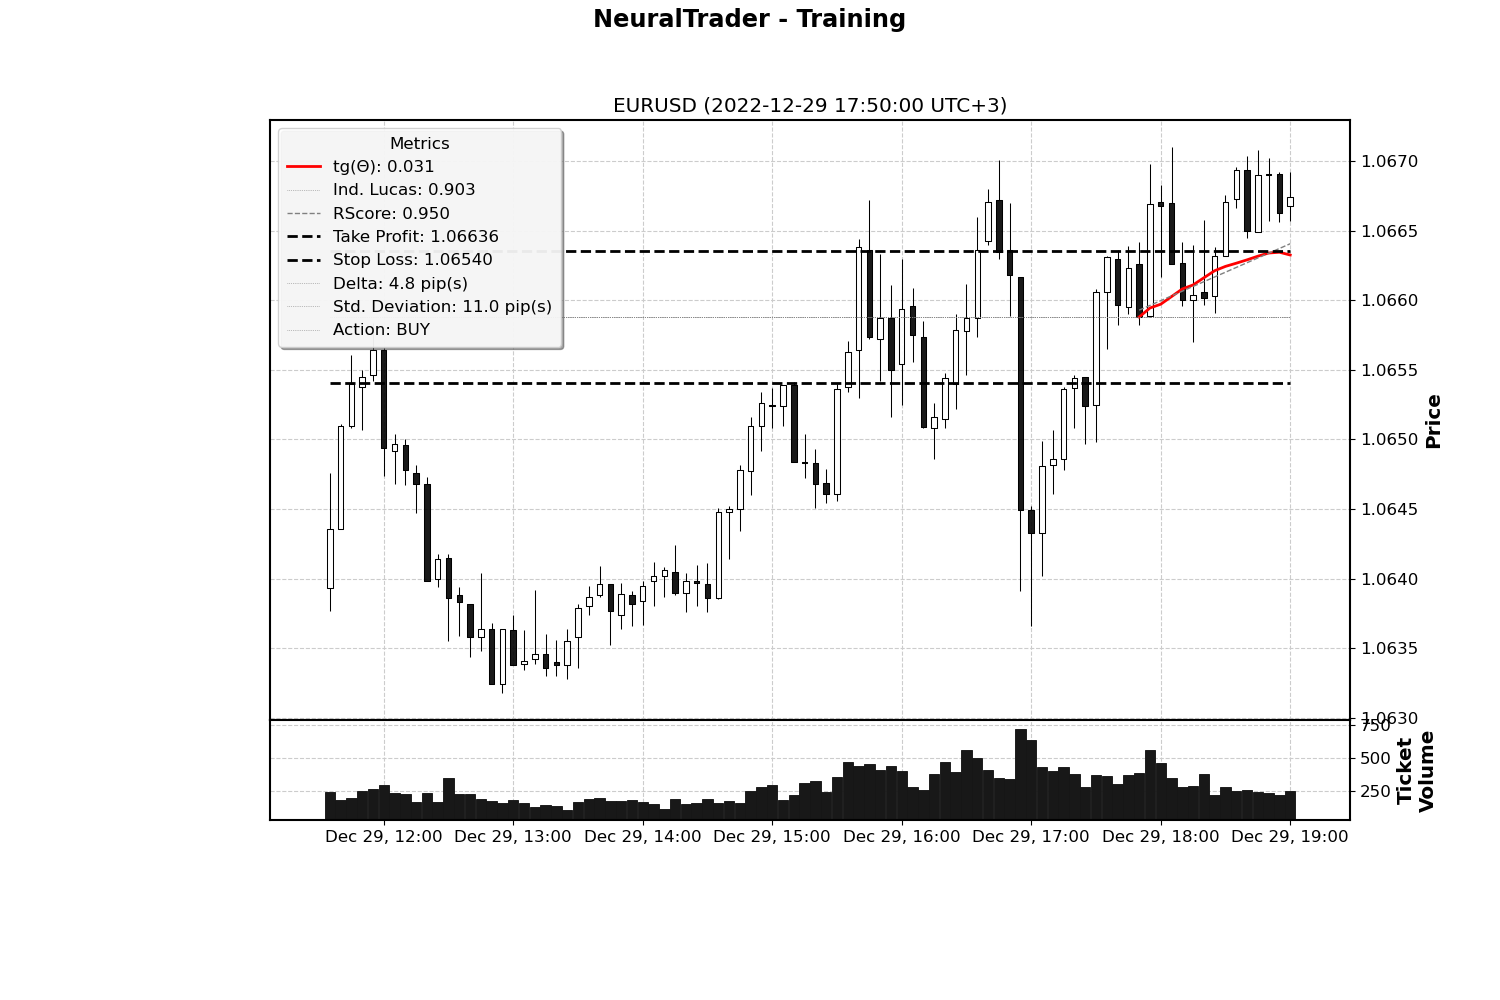 NeuralTrader - Training
EURUSD (2022-12-29 17:50:00 UTC+3)
Metrics
tg(Θ): 0.031
Ind. Lucas: 0.903
RScore: 0.950
Take Profit: 1.06636
Stop Loss: 1.06540
Delta: 4.8 pip(s)
Std. Deviation: 11.0 pip(s)
Action: BUY
1.0670
1.0665
1.0660
1.0655
1.0650
1.0645
1.0640
1.0635
1.0630
Price
750
500
250
Ticket
Volume
Dec 29, 12:00 Dec 29, 13:00 Dec 29, 14:00 Dec 29, 15:00 Dec 29, 16:00 Dec 29, 17:00 Dec 29, 18:00 Dec 29, 19:00